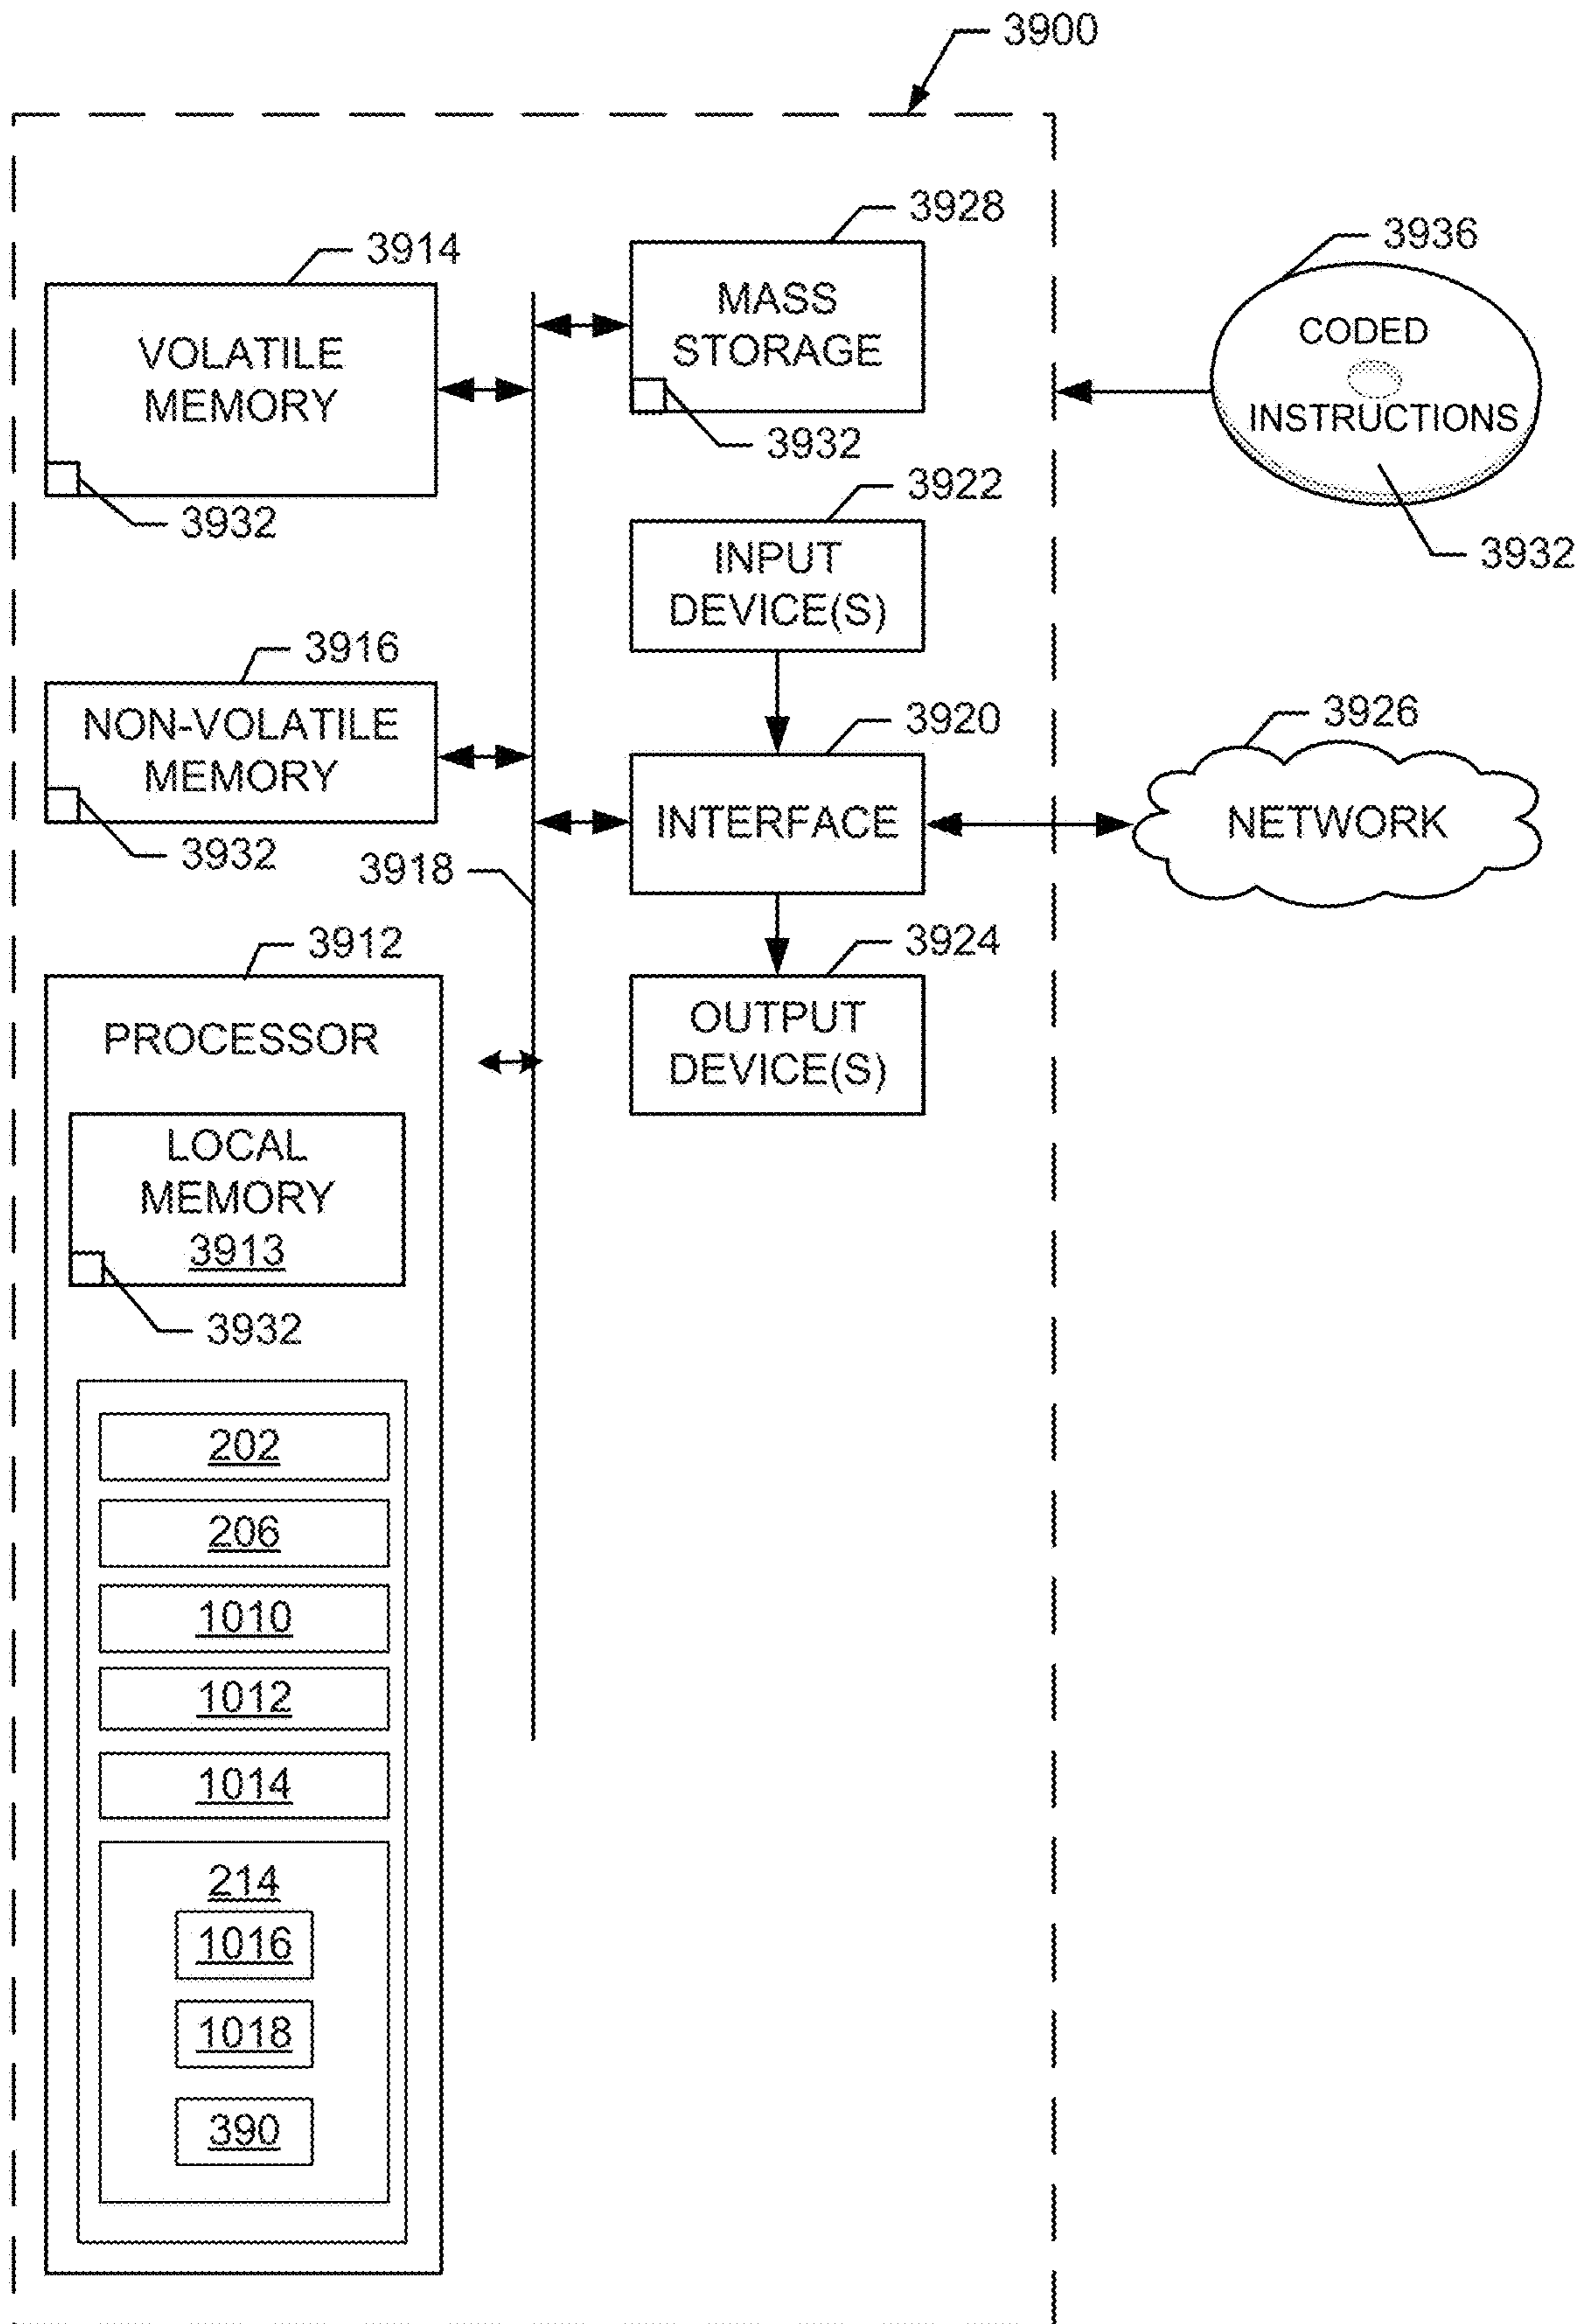 3900
3928
3914
3936
MASS
STORAGE
VOLATILE
MEMORY
CODED
INSTRUCTIONS
3932
3922
3932
3932
INPUT
DEVICE(S)
3916
3920
3926
NON-VOLATILE
MEMORY
INTERFACE
NETWORK
3932
3918
3912
3924
PROCESSOR
OUTPUT
DEVICE(S)
LOCAL
MEMORY
3913
3932
202
206
1010
1012
1014
214
1016
1018
390